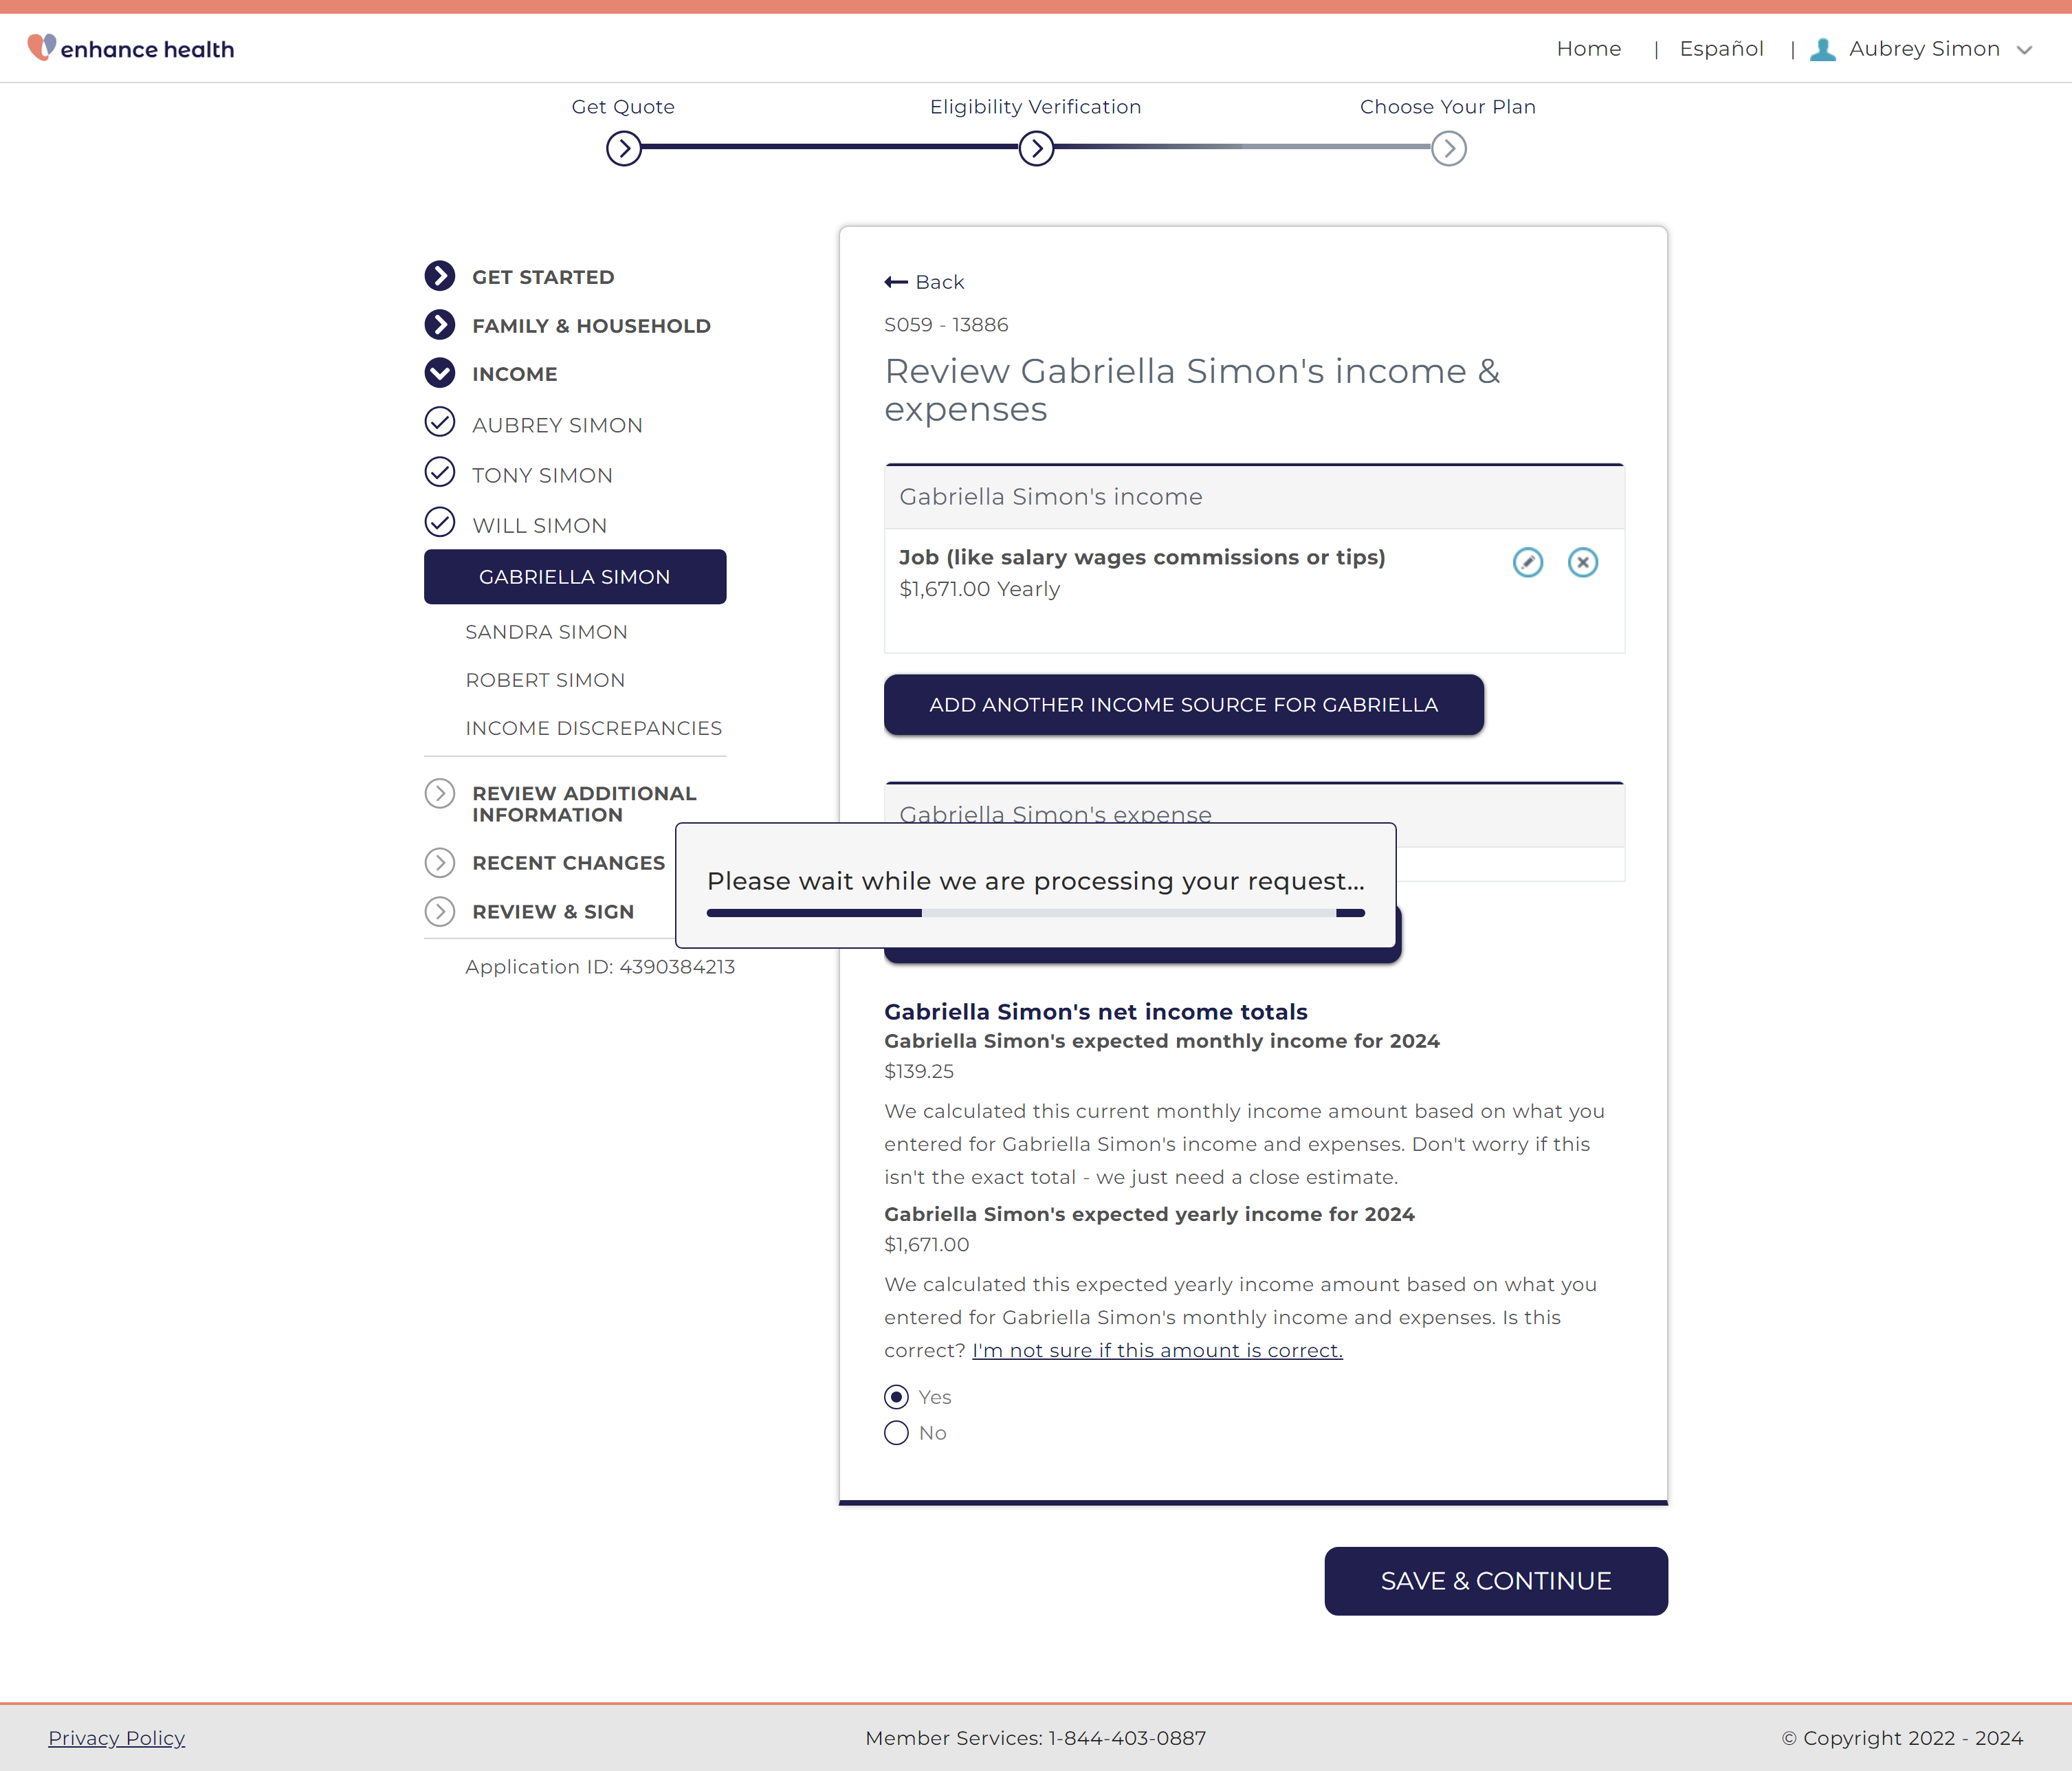 enhance health
Home | Español | Aubrey Simon
Get Quote
Eligibility Verification
Choose Your Plan
GET STARTED
FAMILY & HOUSEHOLD
INCOME
AUBREY SIMON
TONY SIMON
WILL SIMON
GABRIELLA SIMON
SANDRA SIMON
ROBERT SIMON
INCOME DISCREPANCIES
REVIEW ADDITIONAL
INFORMATION
RECENT CHANGES
REVIEW & SIGN
Application ID: 4390384213
Back
S059 - 13886
Review Gabriella Simon's income &
expenses
Gabriella Simon's income
Job (like salary wages commissions or tips)
$1,671.00 Yearly
ADD ANOTHER INCOME SOURCE FOR GABRIELLA
Gabriella Simon's expense
Please wait while we are processing your request...
Gabriella Simon's net income totals
Gabriella Simon's expected monthly income for 2024
$139.25
We calculated this current monthly income amount based on what you
entered for Gabriella Simon's income and expenses. Don't worry if this
isn't the exact total - we just need a close estimate.
Gabriella Simon's expected yearly income for 2024
$1,671.00
We calculated this expected yearly income amount based on what you
entered for Gabriella Simon's monthly income and expenses. Is this
correct? I'm not sure if this amount is correct.
Yes
No
SAVE & CONTINUE
Privacy Policy
Member Services: 1-844-403-0887
© Copyright 2022 - 2024